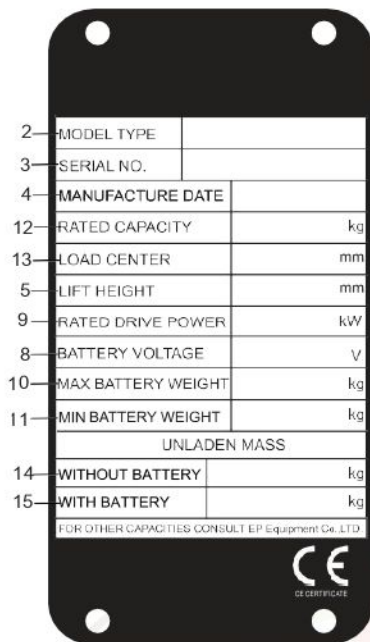 2 MODEL TYPE
3 SERIAL NO.
4 MANUFACTURE DATE
12 RATED CAPACITY kg
13 LOAD CENTER mm
5 LIFT HEIGHT mm
9 RATED DRIVE POWER kW
8 BATTERY VOLTAGE V
10 MAX BATTERY WEIGHT kg
11 MIN BATTERY WEIGHT kg
UNLADEN MASS
14 WITHOUT BATTERY kg
15 WITH BATTERY kg
FOR OTHER CAPACITIES CONSULT EP Equipment Co.,LTD
CE
CE CERTIFICATE